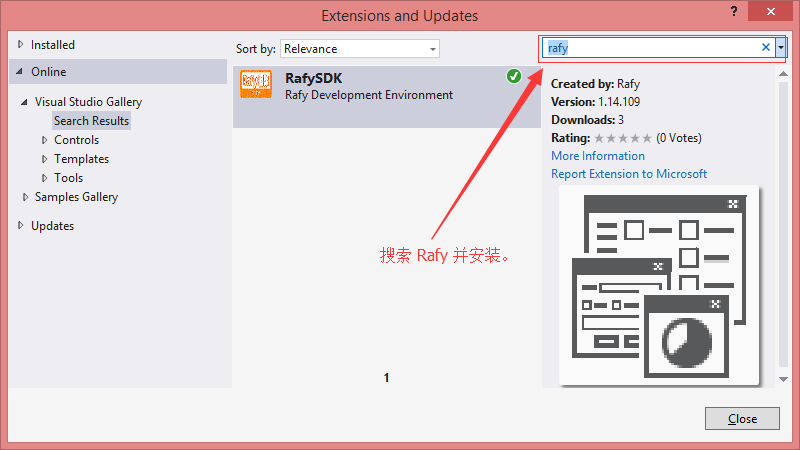 Extensions and Updates
?
Installed
Online
Visual Studio Gallery
Search Results
Controls
Templates
Tools
Samples Gallery
Updates
Sort by: Relevance
RafySDK
Rafy Development Environment
搜索 Rafy 并安装。
1
rafy
Created by: Rafy
Version: 1.14.109
Downloads: 3
Rating: ★★★★★ (0 Votes)
More Information
Report Extension to Microsoft
Close